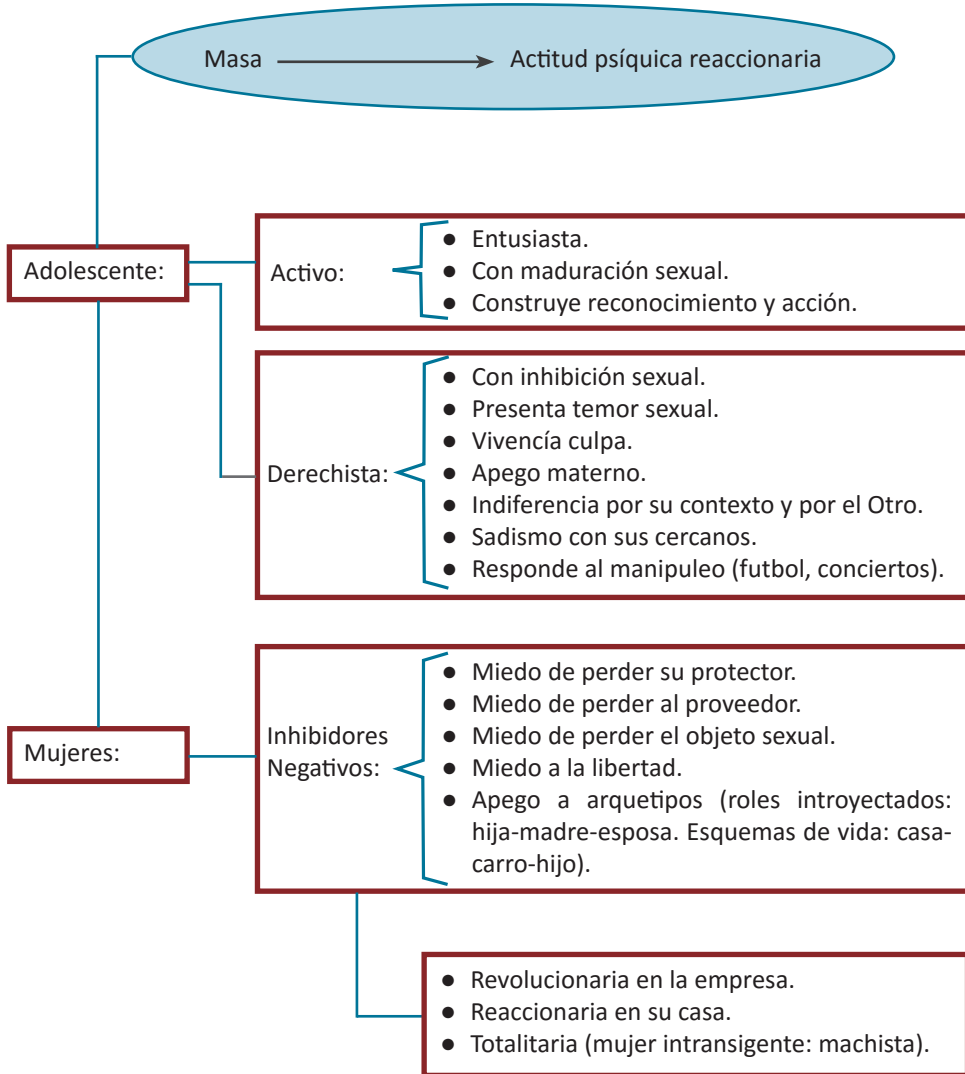 Masa Actitud psíquica reaccionaria
Adolescente:
Activo:
● Entusiasta.
● Con maduración sexual.
● Construye reconocimiento y acción.
Derechista:
● Con inhibición sexual.
● Presenta temor sexual.
● Vivencía culpa.
● Apego materno.
● Indiferencia por su contexto y por el Otro.
● Sadismo con sus cercanos.
● Responde al manipuleo (futbol, conciertos).
Mujeres:
Inhibidores
Negativos:
● Miedo de perder su protector.
● Miedo de perder al proveedor.
● Miedo de perder el objeto sexual.
● Miedo a la libertad.
● Apego a arquetipos (roles introyectados:
hija-madre-esposa. Esquemas de vida: casa-
carro-hijo).
● Revolucionaria en la empresa.
● Reaccionaria en su casa.
● Totalitaria (mujer intransigente: machista).